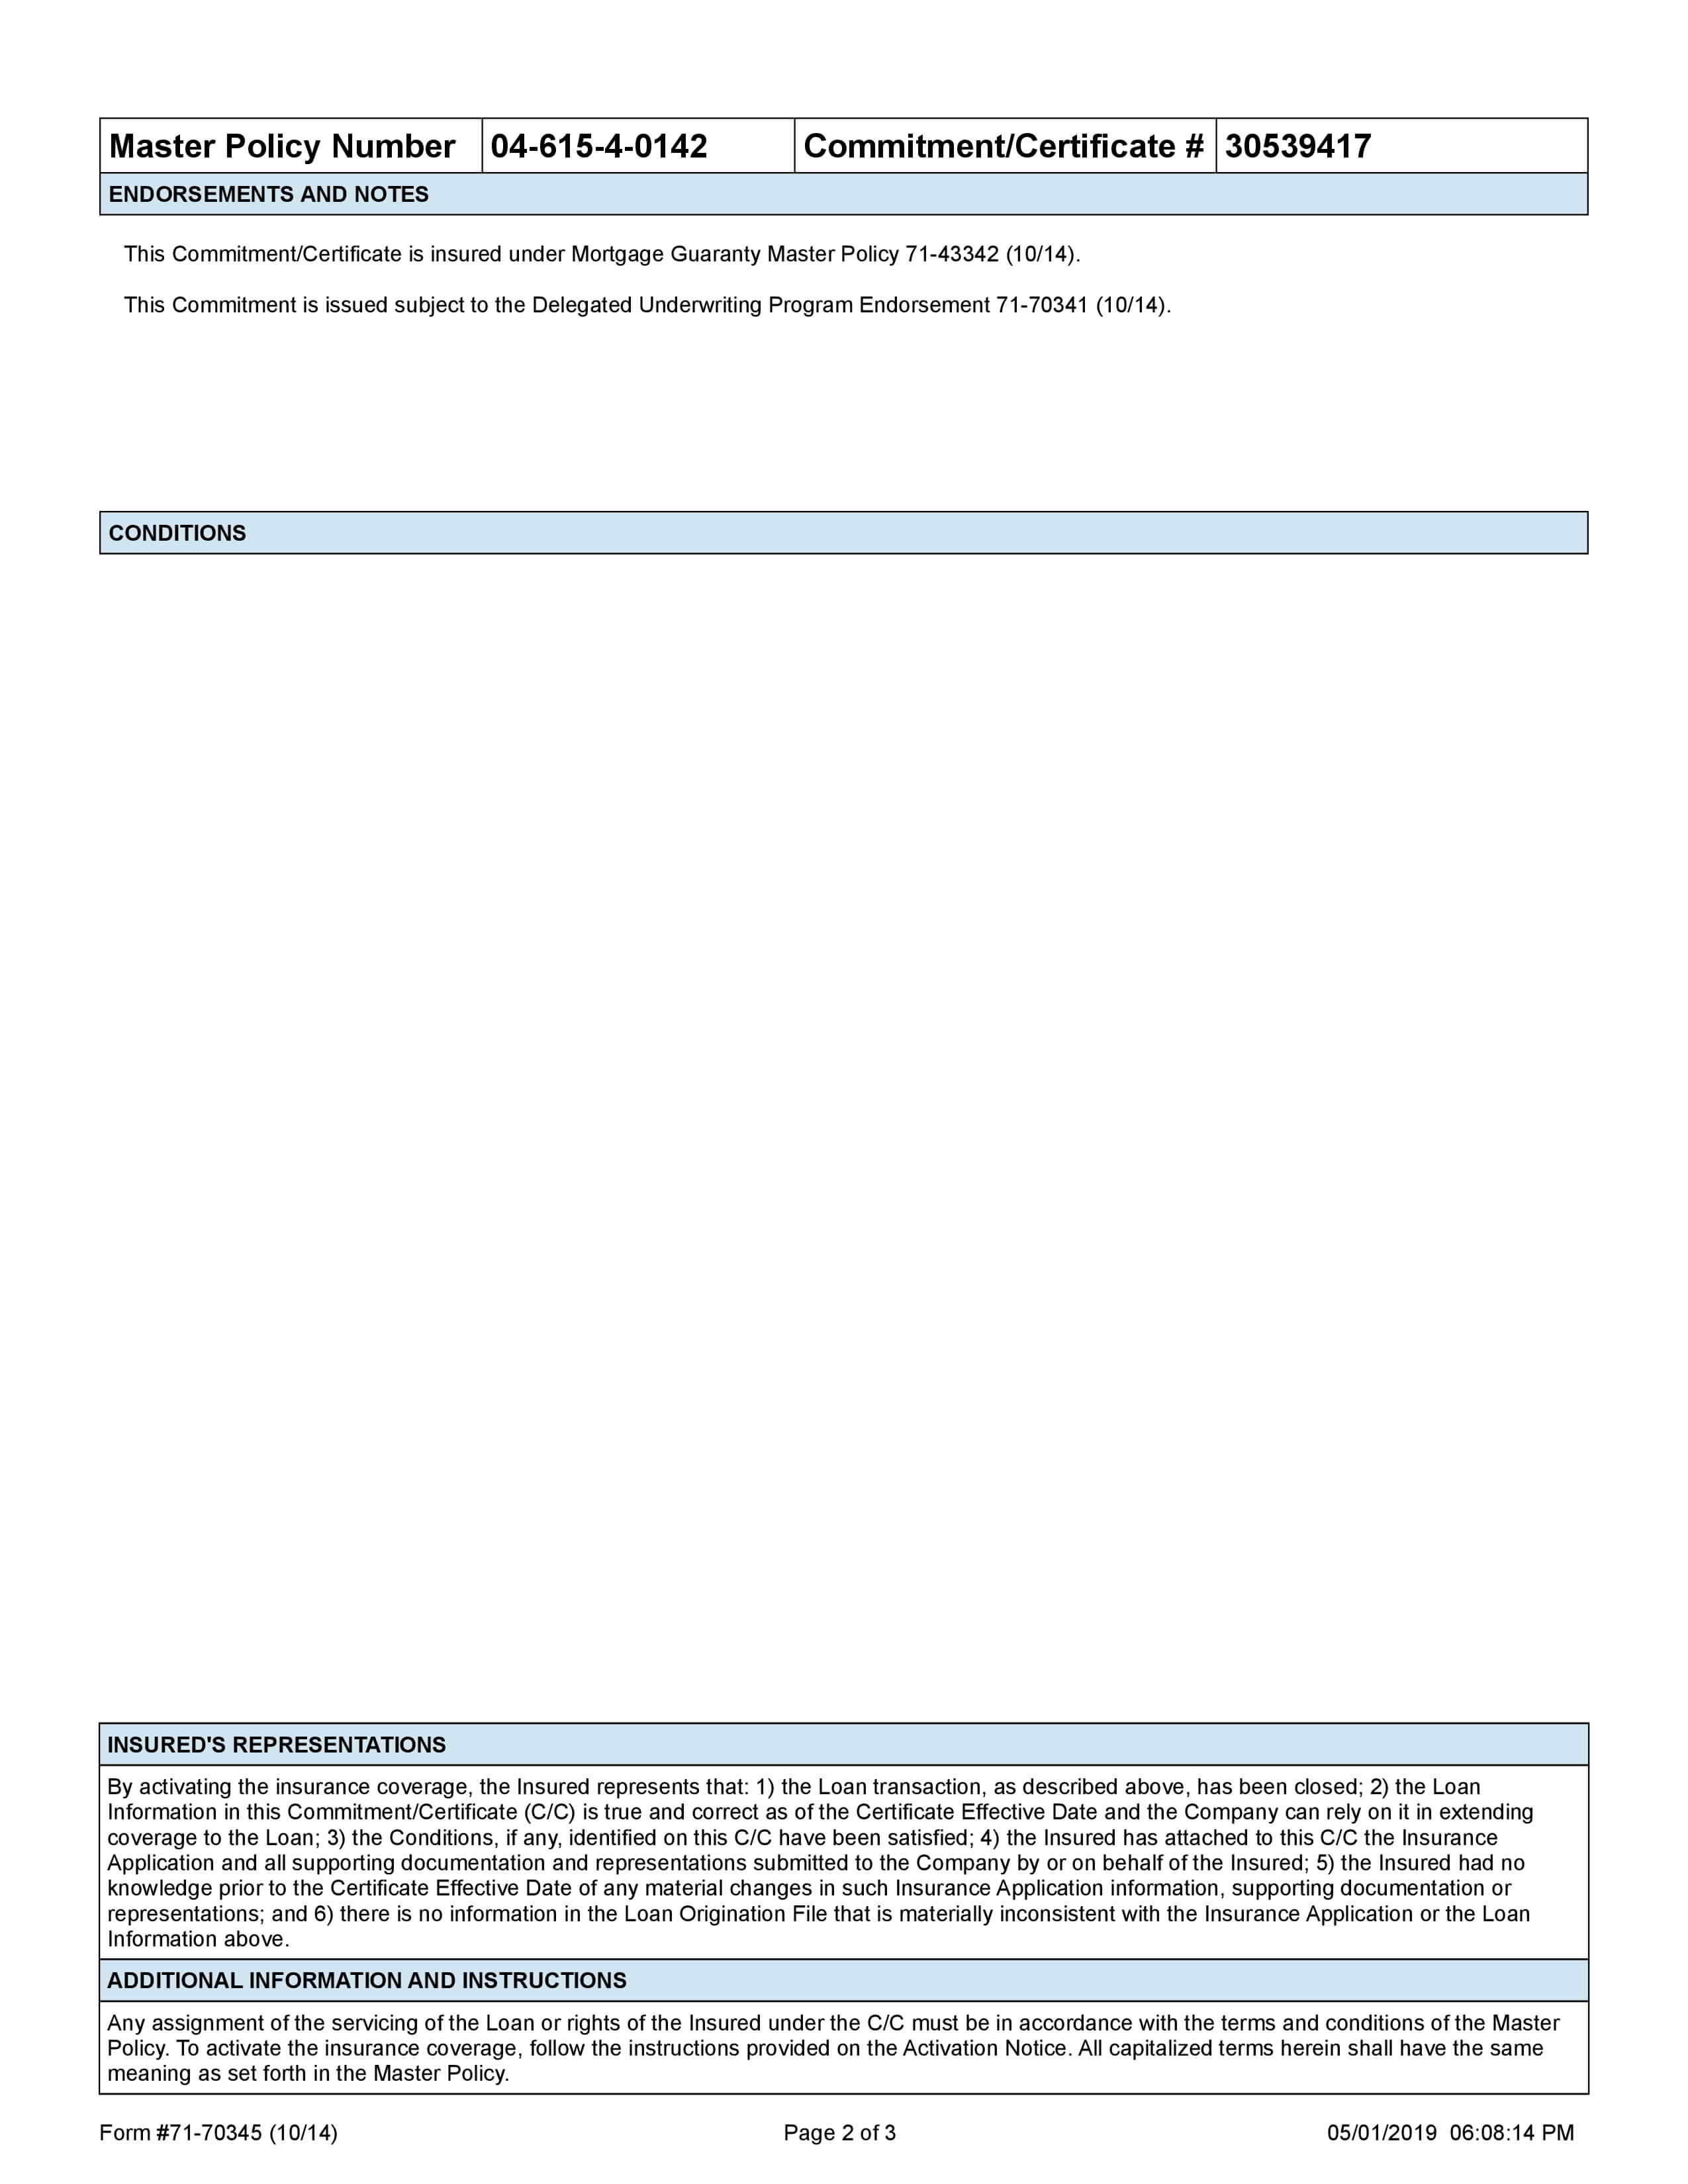 Master Policy Number 04-615-4-0142 Commitment/Certificate # 30539417
ENDORSEMENTS AND NOTES
This Commitment/Certificate is insured under Mortgage Guaranty Master Policy 71-43342 (10/14).
This Commitment is issued subject to the Delegated Underwriting Program Endorsement 71-70341 (10/14).
CONDITIONS
INSURED'S REPRESENTATIONS
By activating the insurance coverage, the Insured represents that: 1) the Loan transaction, as described above, has been closed; 2) the Loan
Information in this Commitment/Certificate (C/C) is true and correct as of the Certificate Effective Date and the Company can rely on it in extending
coverage to the Loan; 3) the Conditions, if any, identified on this C/C have been satisfied; 4) the Insured has attached to this C/C the Insurance
Application and all supporting documentation and representations submitted to the Company by or on behalf of the Insured; 5) the Insured had no
knowledge prior to the Certificate Effective Date of any material changes in such Insurance Application information, supporting documentation or
representations; and 6) there is no information in the Loan Origination File that is materially inconsistent with the Insurance Application or the Loan
Information above.
ADDITIONAL INFORMATION AND INSTRUCTIONS
Any assignment of the servicing of the Loan or rights of the Insured under the C/C must be in accordance with the terms and conditions of the Master
Policy. To activate the insurance coverage, follow the instructions provided on the Activation Notice. All capitalized terms herein shall have the same
meaning as set forth in the Master Policy.
Form #71-70345 (10/14) Page 2 of 3 05/01/2019 06:08:14 PM